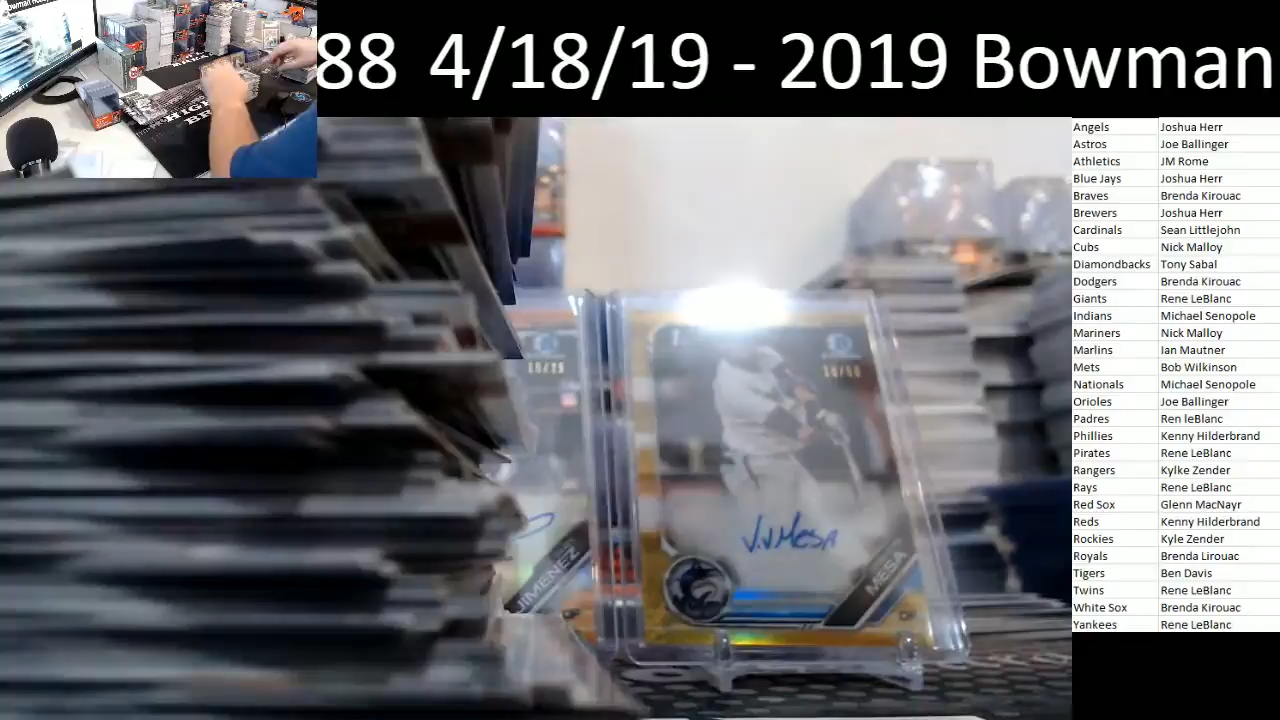 88 4/18/19 - 2019 Bowman
Angels Joshua Herr
Astros Joe Ballinger
Athletics JM Rome
Blue Jays Joshua Herr
Braves Brenda Kirouac
Brewers Joshua Herr
Cardinals Sean Littlejohn
Cubs Nick Malloy
Diamondbacks Tony Sabal
Dodgers Brenda Kirouac
Giants Rene LeBlanc
Indians Michael Senopole
Mariners Nick Malloy
Marlins Ian Mautner
Mets Bob Wilkinson
Nationals Michael Senopole
Orioles Joe Ballinger
Padres Ren leBlanc
Phillies Kenny Hilderbrand
Pirates Rene LeBlanc
Rangers Kylke Zender
Rays Rene LeBlanc
Red Sox Glenn MacNayr
Reds Kenny Hilderbrand
Rockies Kyle Zender
Royals Brenda Lirouac
Tigers Ben Davis
Twins Rene LeBlanc
White Sox Brenda Kirouac
Yankees Rene LeBlanc
J.V Mesa
JIMENEZ
MESA